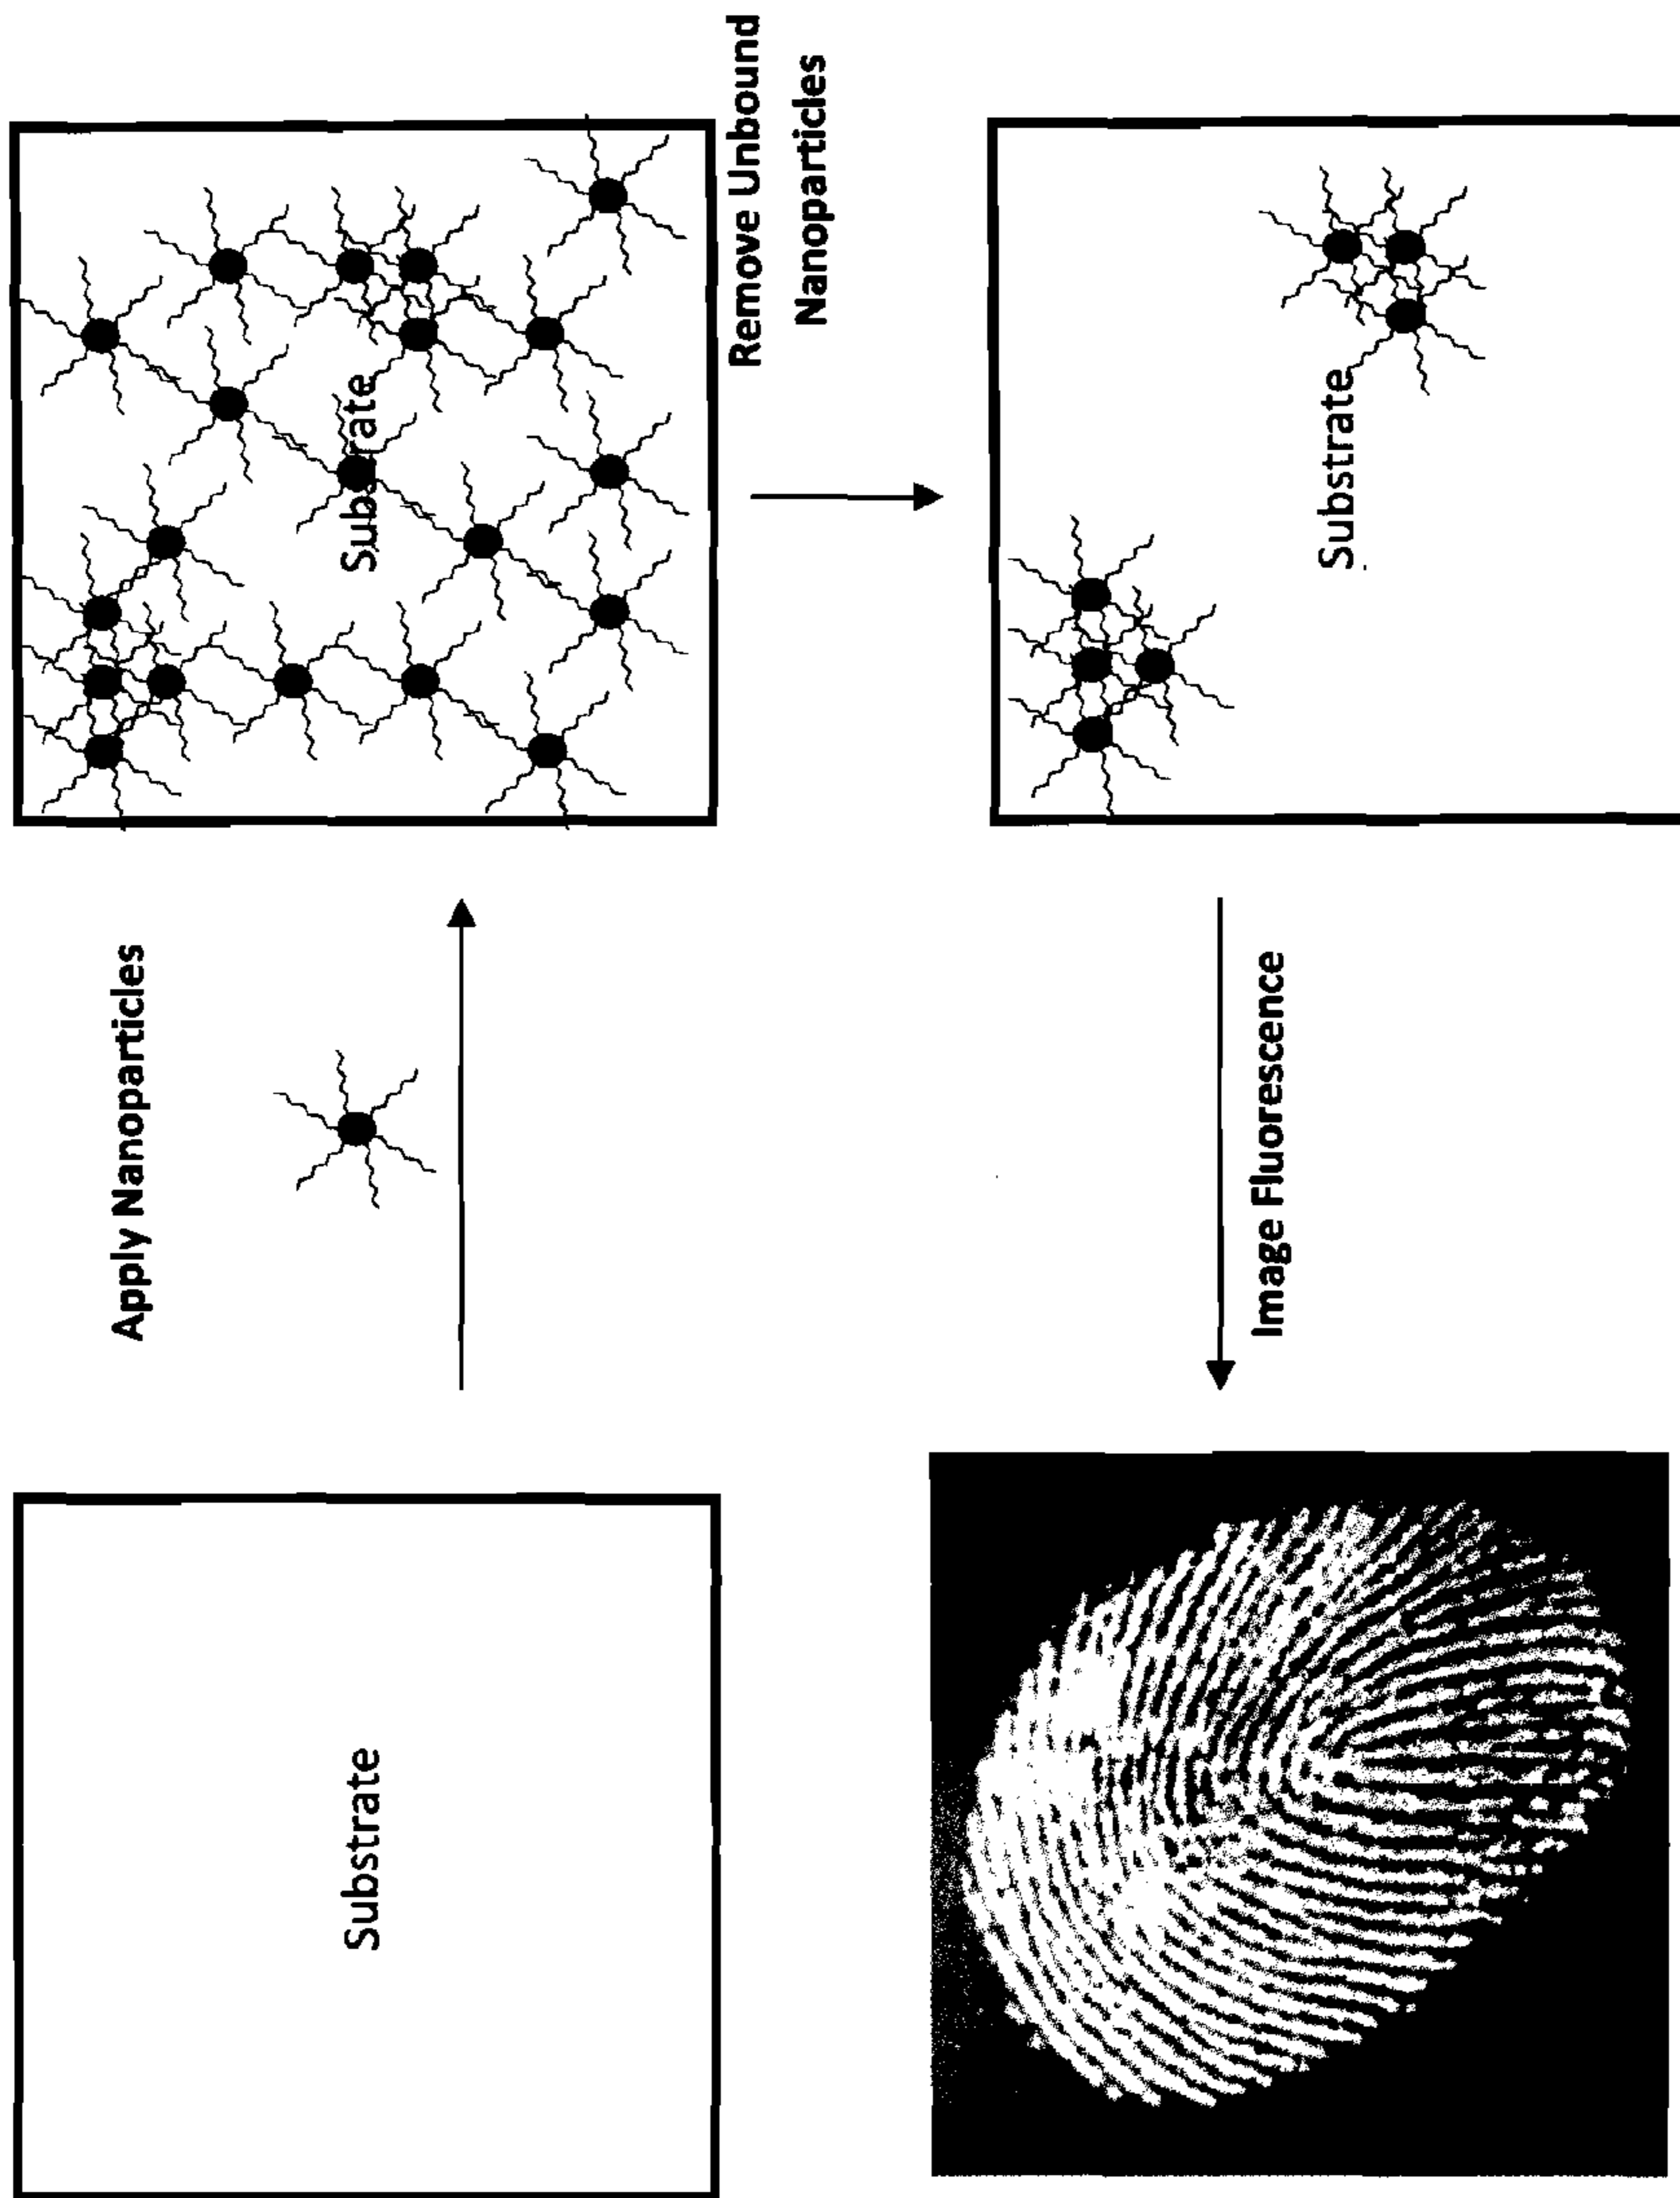 Substrate
Apply Nanoparticles
Substrate
Remove Unbound
Nanoparticles
Substrate
Image Fluorescence